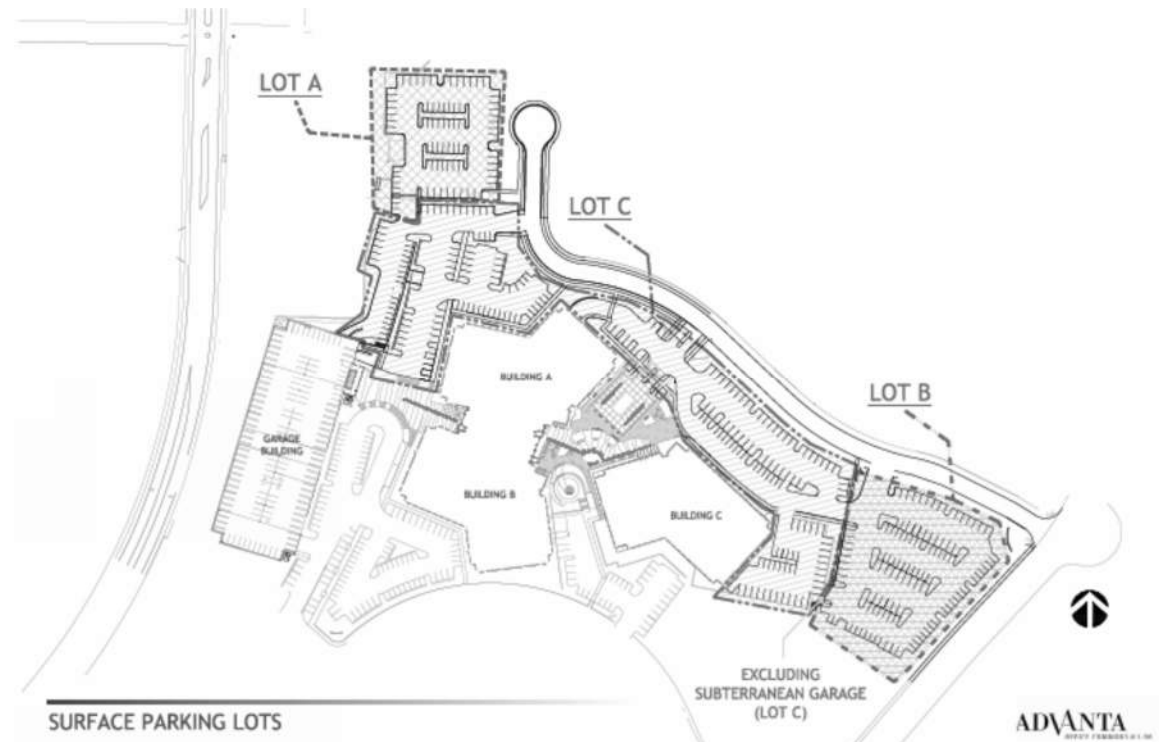 LOT A
LOT C
LOT B
BUILDING A
GARAGE
BUILDING
BUILDING B
BUILDING C
EXCLUDING
SUBTERRANEAN GARAGE
(LOT C)
SURFACE PARKING LOTS
ADVANTA